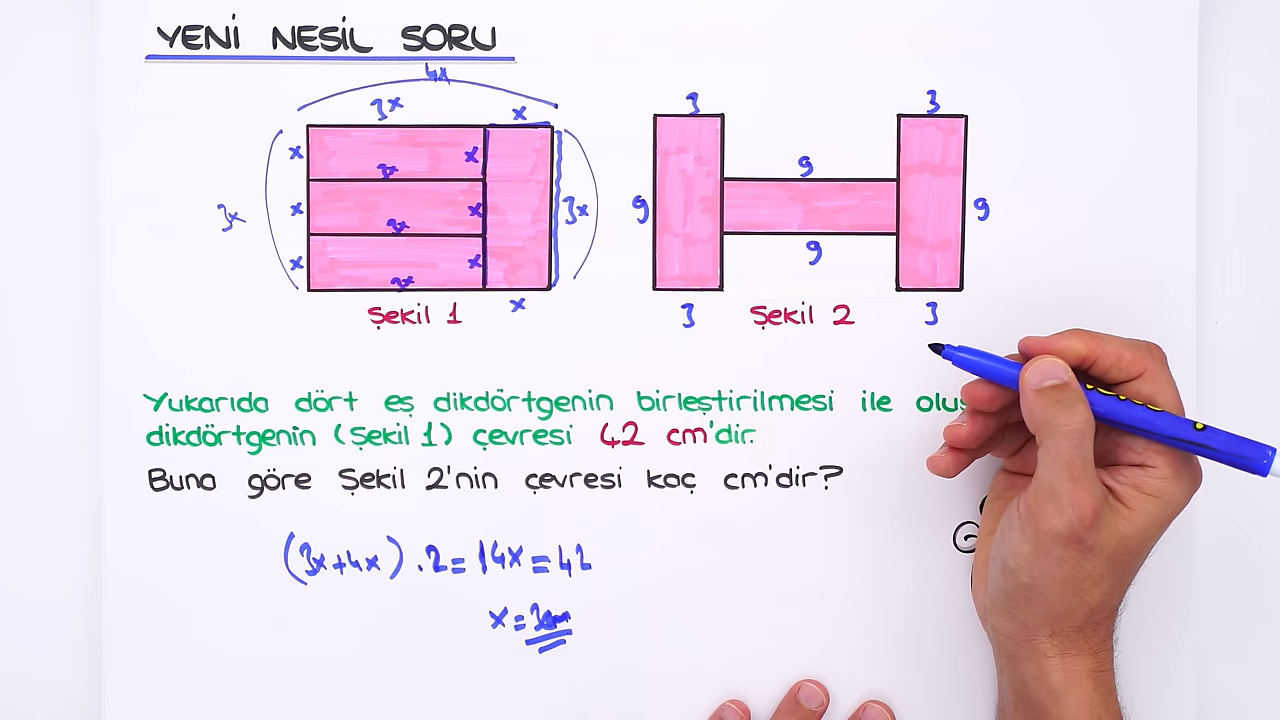 YENİ NESİL SORU
4x
3x x
3 3
x x
3x
9
3x x x 3x 9 9
3x
9
x x
3x
x
Şekil 1
3 Şekil 2 3
Yukarıda dört eş dikdörtgenin birleştirilmesi ile
dikdörtgenin (Şekil 1) çevresi 42 cm'dir.
Buna göre Şekil 2'nin çevresi kaç cm'dir?
(3x+4x).2=14x=42
x=3cm